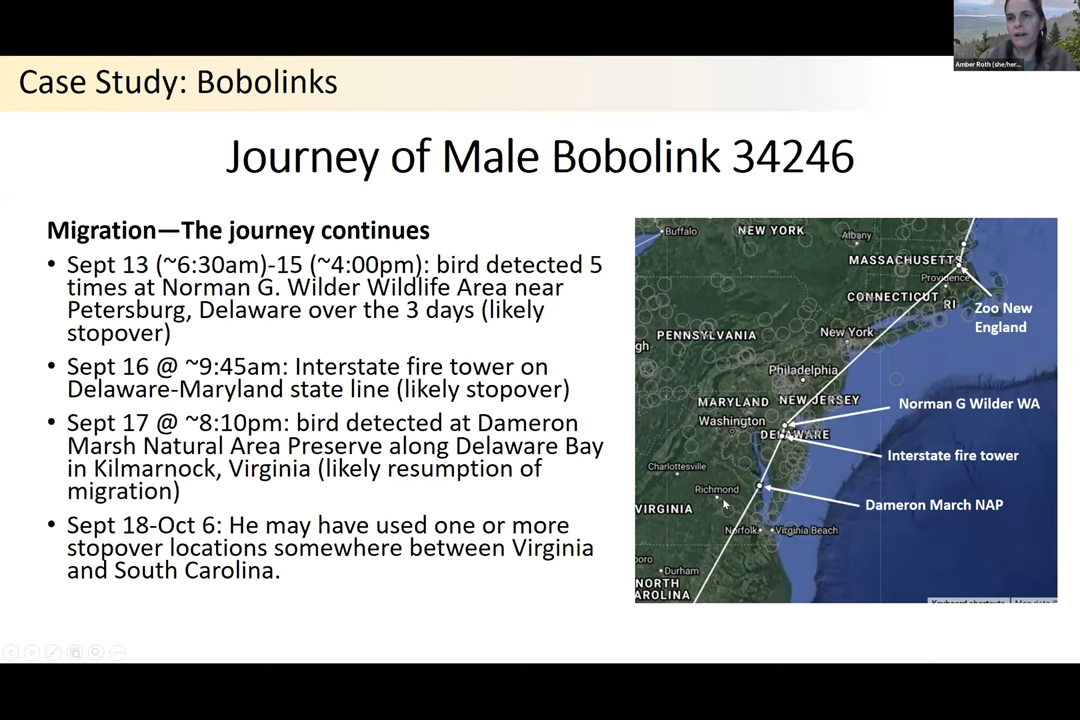 Amber Roth (she/her...
Case Study: Bobolinks
Journey of Male Bobolink 34246
Migration—The journey continues
• Sept 13 (~6:30am)-15 (~4:00pm): bird detected 5
times at Norman G. Wilder Wildlife Area near
Petersburg, Delaware over the 3 days (likely
stopover)
• Sept 16 @ ~9:45am: Interstate fire tower on
Delaware-Maryland state line (likely stopover)
• Sept 17 @ ~8:10pm: bird detected at Dameron
Marsh Natural Area Preserve along Delaware Bay
in Kilmarnock, Virginia (likely resumption of
migration)
• Sept 18-Oct 6: He may have used one or more
stopover locations somewhere between Virginia
and South Carolina.
Buffalo
NEW YORK
Albany
MASSACHUSETTS
Providence
CONNECTICUT
RI
Zoo New
England
PENNSYLVANIA
New York
gh
Philadelphia
MARYLAND
NEW JERSEY
Norman G Wilder WA
Washington
DELAWARE
Interstate fire tower
Charlottesville
Richmond
Dameron March NAP
VIRGINIA
Norfolk
Virginia Beach
boro
Durham
NORTH
AROLINA
Keyboard shortcuts